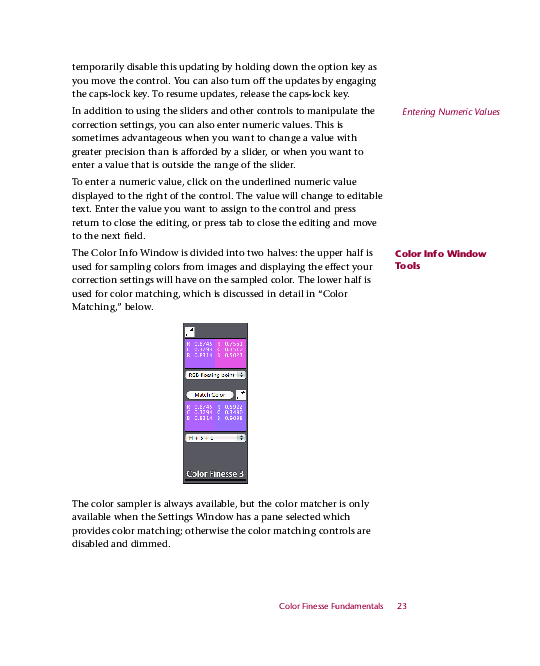 temporarily disable this updating by holding down the option key as
you move the control. You can also turn off the updates by engaging
the caps-lock key. To resume updates, release the caps-lock key.
In addition to using the sliders and other controls to manipulate the
correction settings, you can also enter numeric values. This is
sometimes advantageous when you want to change a value with
greater precision than is afforded by a slider, or when you want to
enter a value that is outside the range of the slider.
Entering Numeric Values
To enter a numeric value, click on the underlined numeric value
displayed to the right of the control. The value will change to editable
text. Enter the value you want to assign to the control and press
return to close the editing, or press tab to close the editing and move
to the next field.
The Color Info Window is divided into two halves: the upper half is
used for sampling colors from images and displaying the effect your
correction settings will have on the sampled color. The lower half is
used for color matching, which is discussed in detail in “Color
Matching,” below.
Color Info Window
Tools
RGB floating point
Match Color
Color Finesse 3
The color sampler is always available, but the color matcher is only
available when the Settings Window has a pane selected which
provides color matching; otherwise the color matching controls are
disabled and dimmed.
Color Finesse Fundamentals 23